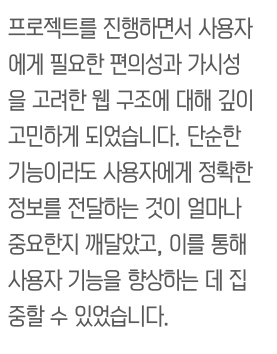 프로젝트를 진행하면서 사용자
에게 필요한 편의성과 가시성
을 고려한 웹 구조에 대해 깊이
고민하게 되었습니다. 단순한
기능이라도 사용자에게 정확한
정보를 전달하는 것이 얼마나
중요한지 깨달았고, 이를 통해
사용자 기능을 향상하는 데 집
중할 수 있었습니다.